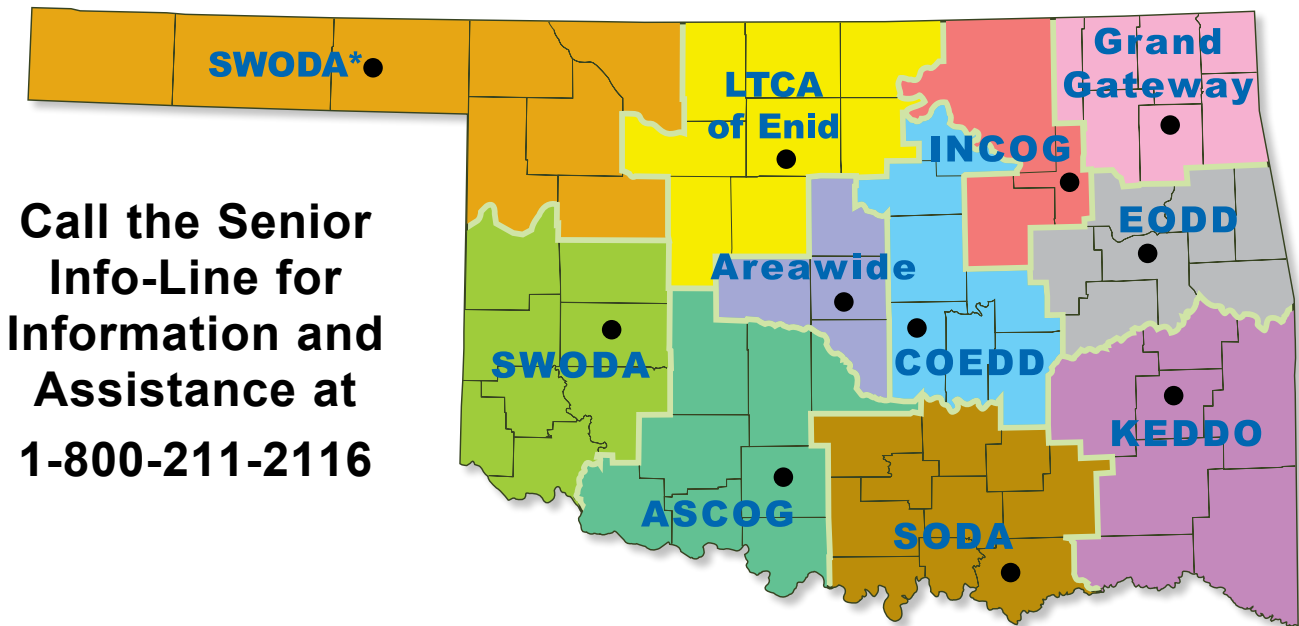 SWODA*
LTCA
of Enid
Grand
Gateway
INCOG
EODD
Areawide
COEDD
SWODA
KEDDO
ASCOG
SODA
Call the Senior
Info-Line for
Information and
Assistance at
1-800-211-2116